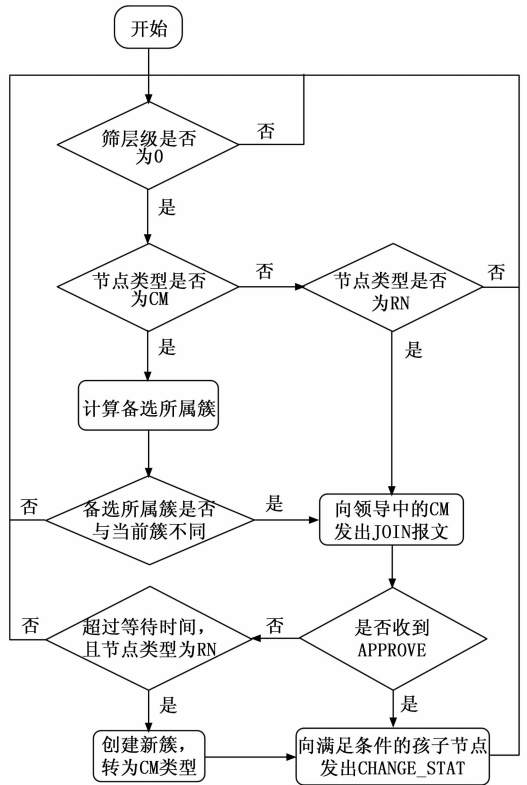 开始
筛层级是否
为0
否
是
节点类型是否
为CM
否
节点类型是否
为RN
否
是
是
计算备选所属簇
否
备选所属簇是否
与当前簇不同
是
向领导中的CM
发出JOIN报文
否
超过等待时间，
且节点类型为RN
否
是否收到
APPROVE
是
是
创建新簇，
转为CM类型
向满足条件的孩子节点
发出CHANGE_STAT